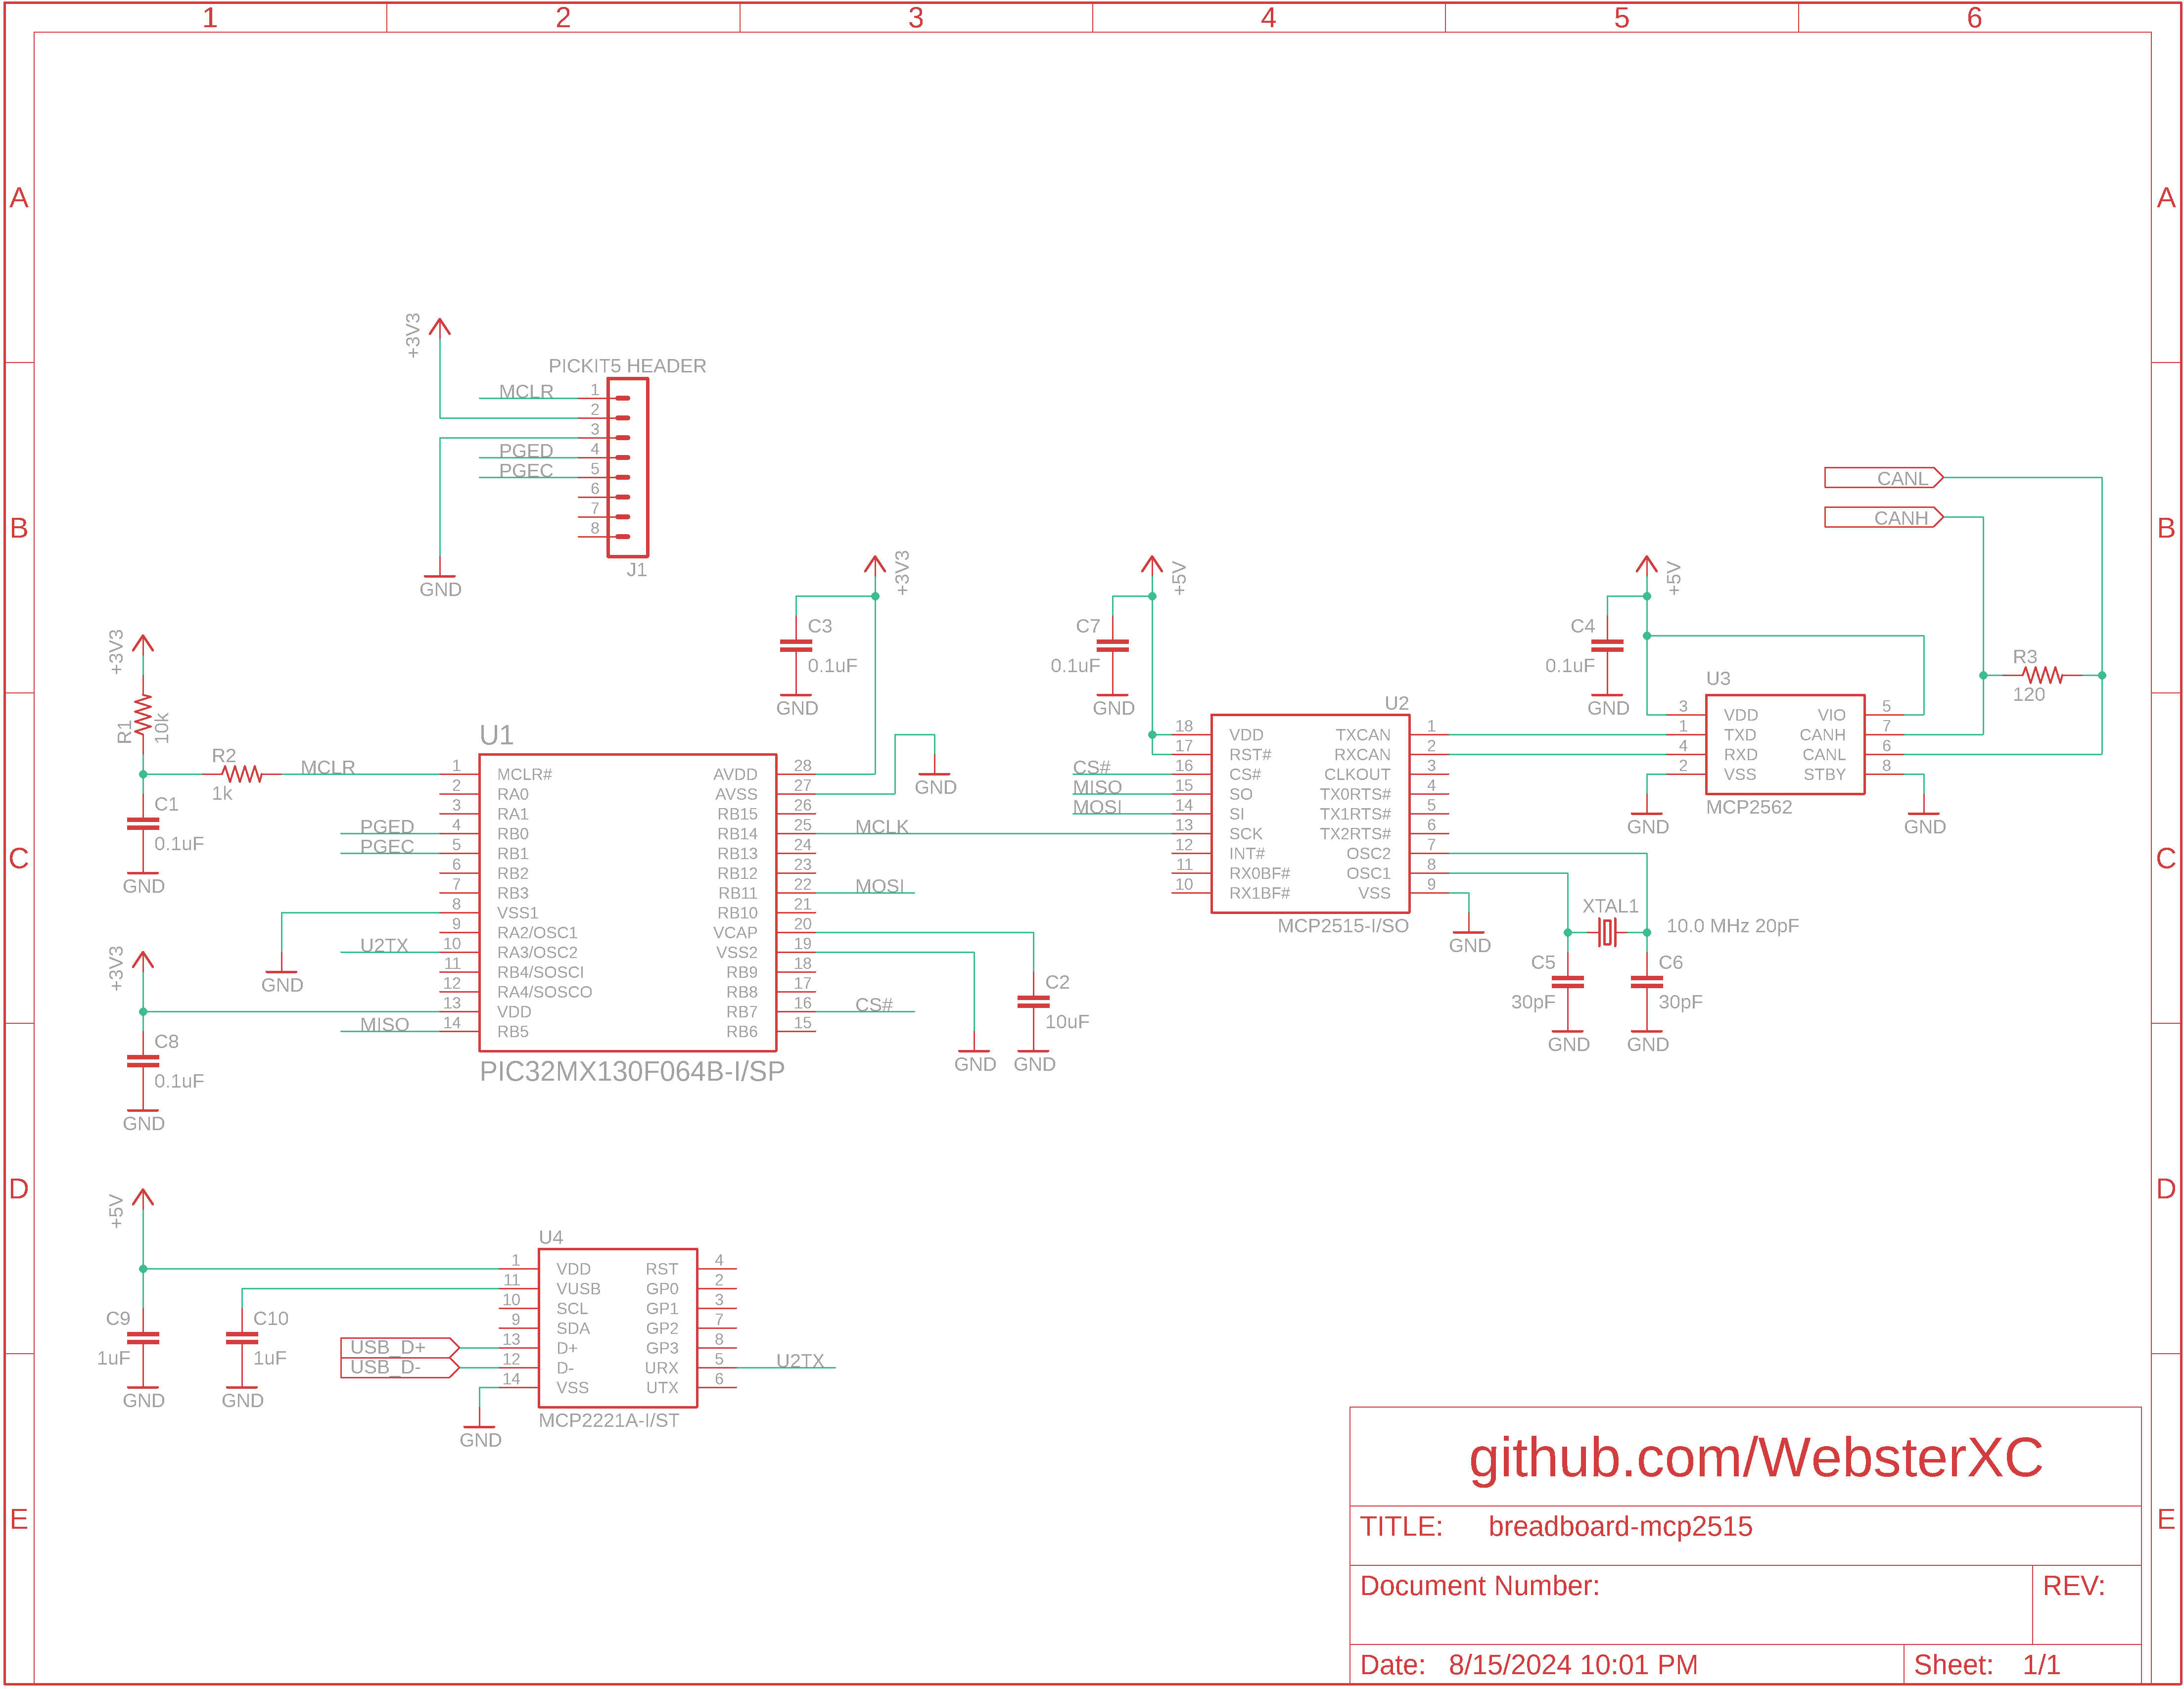 1 2 3 4 5 6
A A
B B
C C
D D
E E
+3V3
PICKIT5 HEADER
MCLR 1
2
3
PGED 4
PGEC 5
6
7
8
J1
GND
CANL
CANH
+3V3
R1
10k
R2
1k
MCLR
C1
0.1uF
GND
+3V3
C3
0.1uF
GND
GND
U1
1 MCLR# AVDD 28
2 RA0 AVSS 27
3 RA1 RB15 26
PGED 4 RB0 RB14 25 MCLK
PGEC 5 RB1 RB13 24
6 RB2 RB12 23
7 RB3 RB11 22 MOSI
8 VSS1 RB10 21
9 RA2/OSC1 VCAP 20
U2TX 10 RA3/OSC2 VSS2 19
11 RB4/SOSCI RB9 18
12 RA4/SOSCO RB8 17
13 VDD RB7 16 CS#
MISO 14 RB5 RB6 15
PIC32MX130F064B-I/SP
GND
+3V3
C8
0.1uF
GND
C2
10uF
GND GND
+5V
C7
0.1uF
GND
U2
18 VDD TXCAN 1
17 RST# RXCAN 2
CS# 16 CS# CLKOUT 3
MISO 15 SO TX0RTS# 4
MOSI 14 SI TX1RTS# 5
13 SCK TX2RTS# 6
12 INT# OSC2 7
11 RX0BF# OSC1 8
10 RX1BF# VSS 9
MCP2515-I/SO
GND
XTAL1
10.0 MHz 20pF
C5
30pF
GND
C6
30pF
GND
+5V
C4
0.1uF
GND
U3
3 VDD VIO 5
1 TXD CANH 7
4 RXD CANL 6
2 VSS STBY 8
MCP2562
GND GND
R3
120
+5V
C9
1uF
GND
C10
1uF
GND
U4
1 VDD RST 4
11 VUSB GP0 2
10 SCL GP1 3
9 SDA GP2 7
USB_D+ 13 D+ GP3 8
USB_D- 12 D- URX 5 U2TX
14 VSS UTX 6
MCP2221A-I/ST
GND
github.com/WebsterXC
TITLE: breadboard-mcp2515
Document Number: REV:
Date: 8/15/2024 10:01 PM Sheet: 1/1